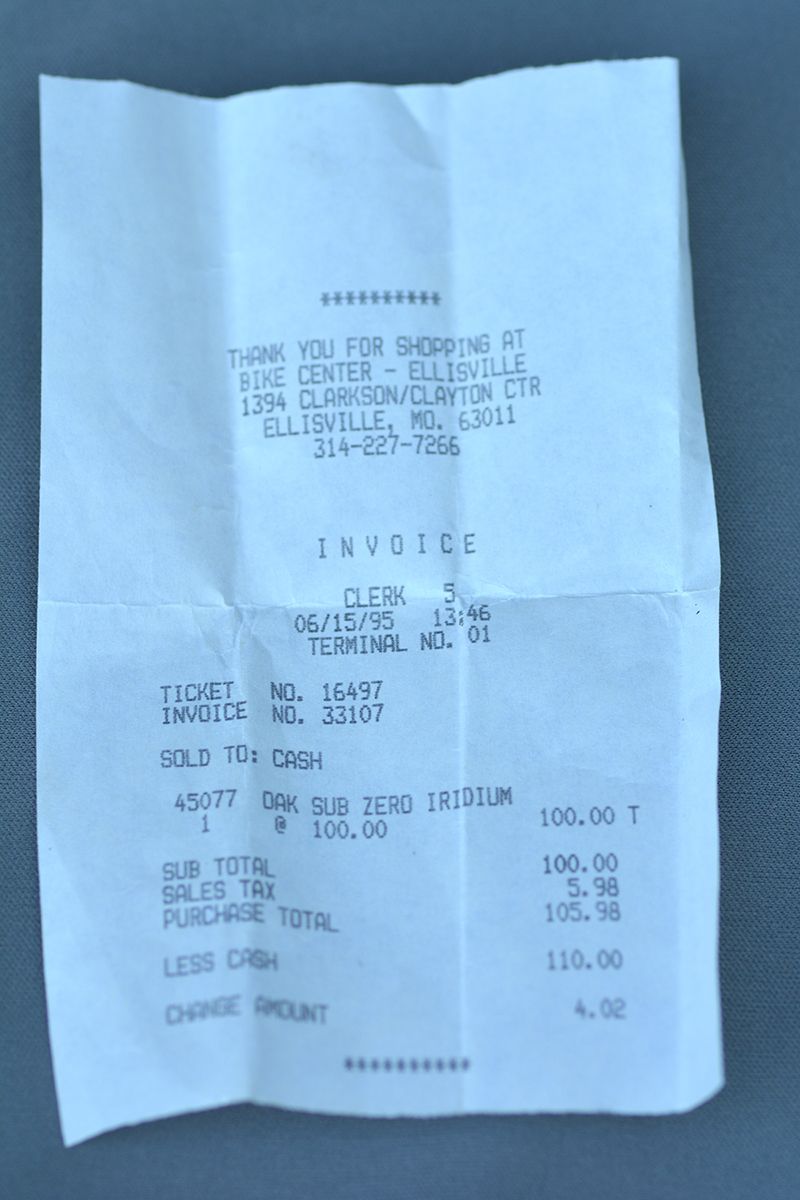 **********
THANK YOU FOR SHOPPING AT
BIKE CENTER - ELLISVILLE
1394 CLARKSON/CLAYTON CTR
ELLISVILLE, MO. 63011
314-227-7266
INVOICE
CLERK 5
06/15/95 13:46
TERMINAL NO. 01
TICKET NO. 16497
INVOICE NO. 33107
SOLD TO: CASH
45077 OAK SUB ZERO IRIDIUM
1 @ 100.00 100.00 T
SUB TOTAL 100.00
SALES TAX 5.98
PURCHASE TOTAL 105.98
LESS CASH 110.00
CHANGE AMOUNT 4.02
**********